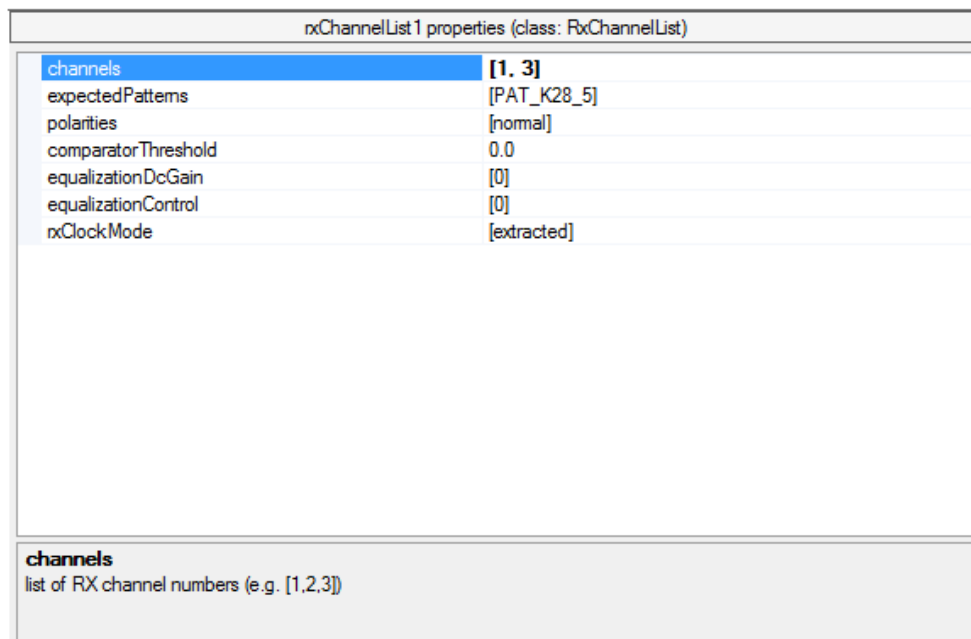 rxChannelList1 properties (class: RxChannelList)
channels [1, 3]
expectedPatterns [PAT_K28_5]
polarities [normal]
comparatorThreshold 0.0
equalizationDcGain [0]
equalizationControl [0]
rxClockMode [extracted]
channels
list of RX channel numbers (e.g. [1,2,3])